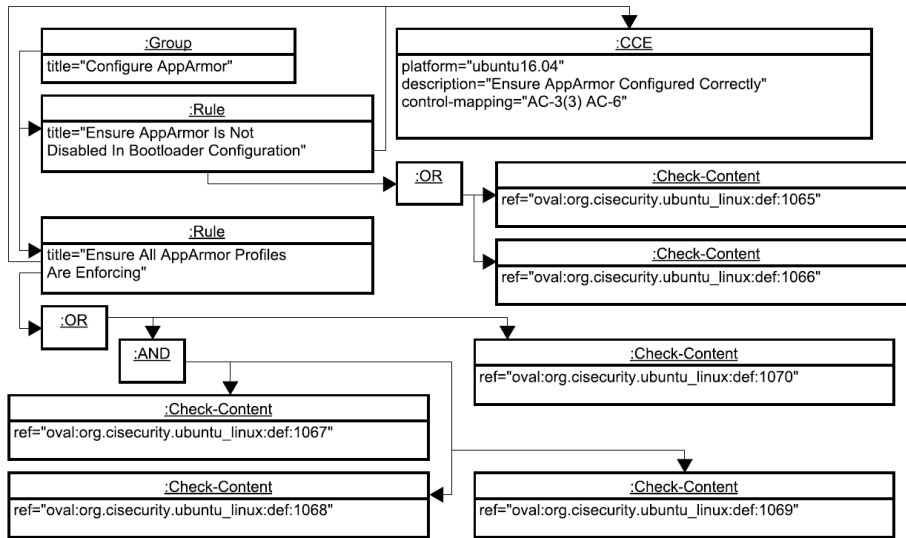 :Group
title="Configure AppArmor"
:CCE
platform="ubuntu16.04"
description="Ensure AppArmor Configured Correctly"
control-mapping="AC-3(3) AC-6"
:Rule
title="Ensure AppArmor Is Not
Disabled In Bootloader Configuration"
:OR
:Check-Content
ref="oval:org.cisecurity.ubuntu_linux:def:1065"
:Check-Content
ref="oval:org.cisecurity.ubuntu_linux:def:1066"
:Rule
title="Ensure All AppArmor Profiles
Are Enforcing"
:OR
:AND
:Check-Content
ref="oval:org.cisecurity.ubuntu_linux:def:1070"
:Check-Content
ref="oval:org.cisecurity.ubuntu_linux:def:1067"
:Check-Content
ref="oval:org.cisecurity.ubuntu_linux:def:1068"
:Check-Content
ref="oval:org.cisecurity.ubuntu_linux:def:1069"